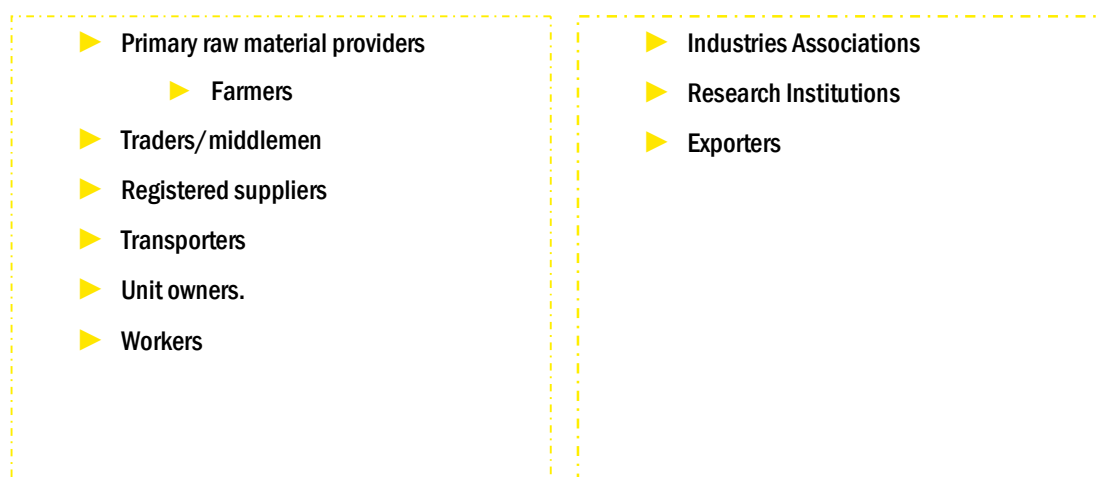 Primary raw material providers
Farmers
Traders/middlemen
Registered suppliers
Transporters
Unit owners.
Workers
Industries Associations
Research Institutions
Exporters